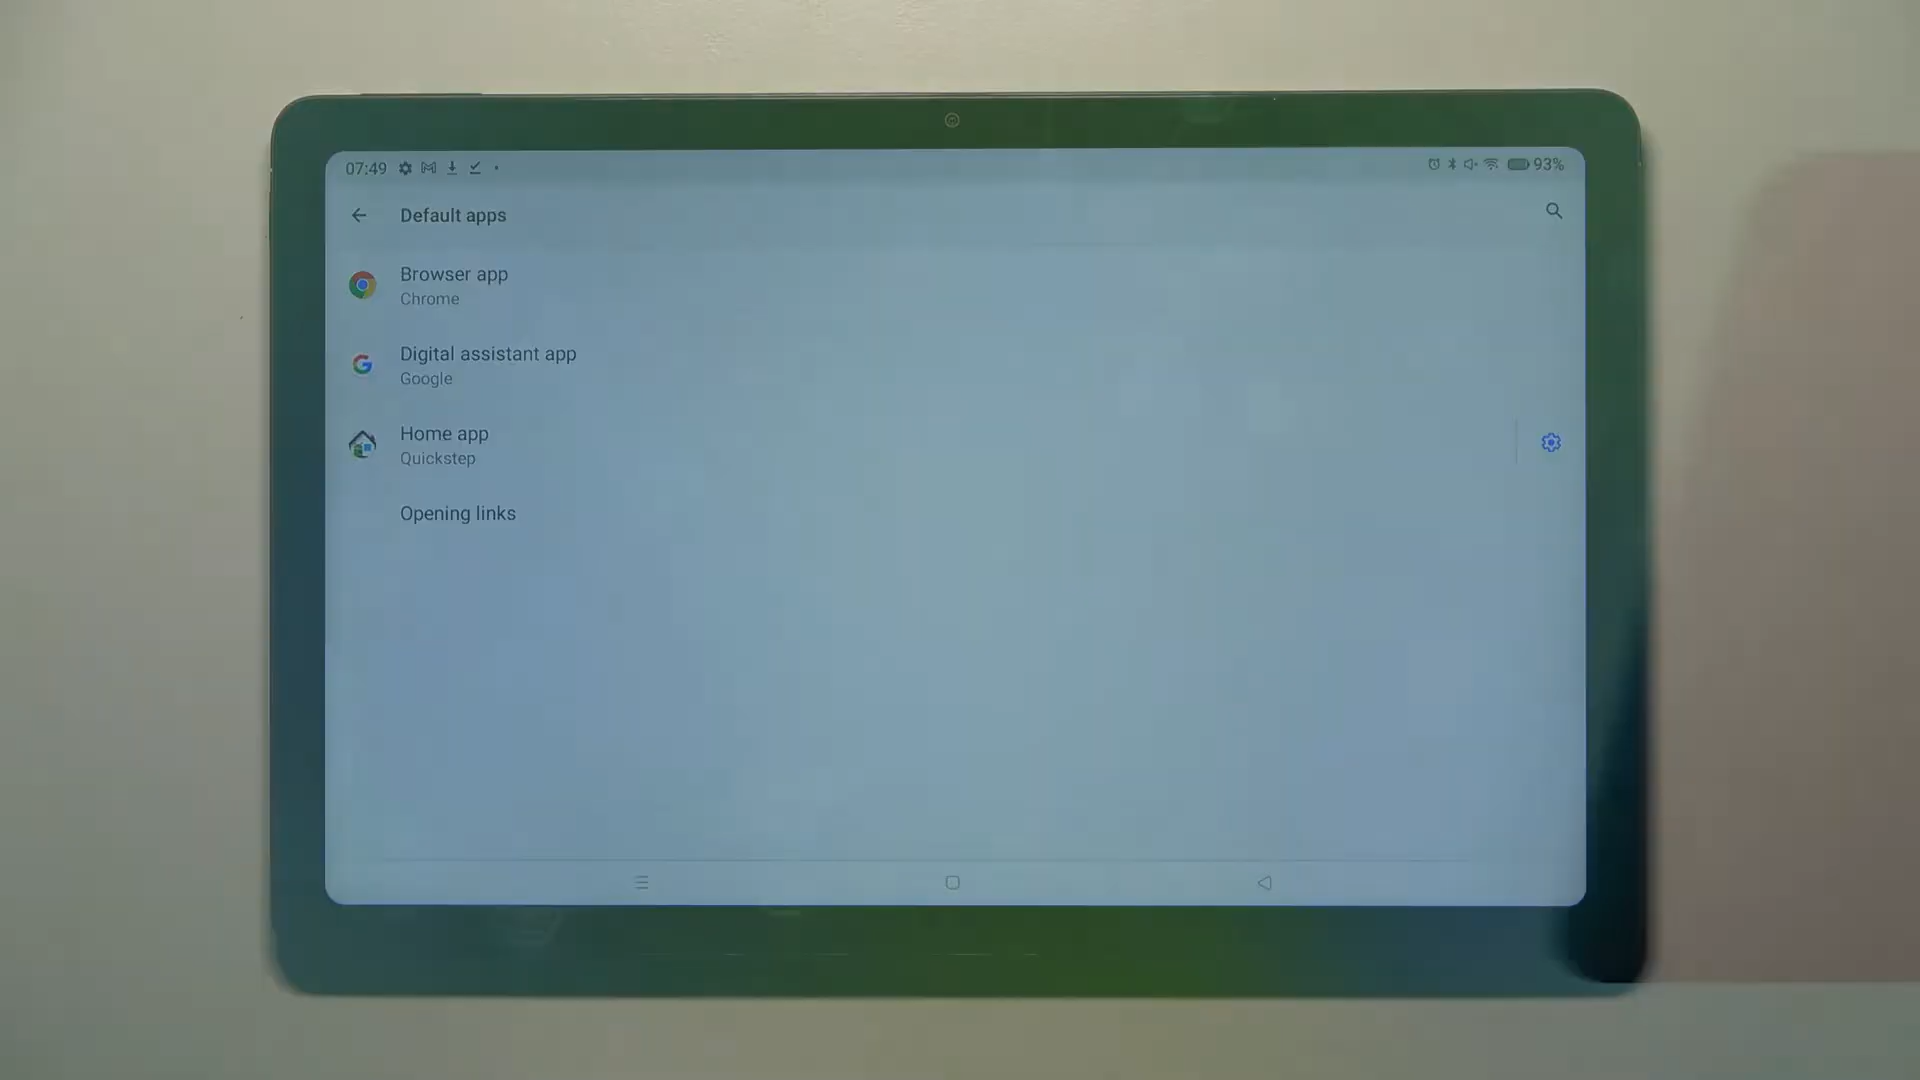 07:49
93%
Default apps
Browser app
Chrome
Digital assistant app
Google
Home app
Quickstep
Opening links